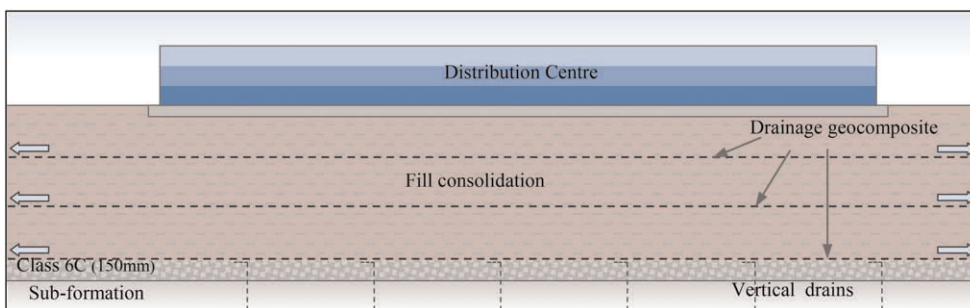 Distribution Centre
Drainage geocomposite
Fill consolidation
Class 6C (150mm)
Sub-formation
Vertical drains